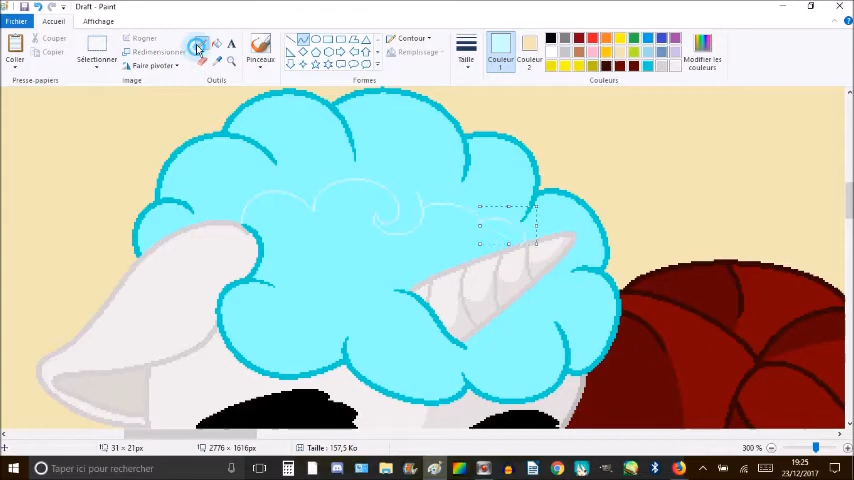 Draft - Paint
Fichier
Accueil
Affichage
Coller
Couper
Copier
Presse-papiers
Sélectionner
Rogner
Redimensionner
Faire pivoter
Image
A
Outils
Pinceaux
Contour
Remplissage
Formes
Taille
Couleur
1
Couleur
2
Couleurs
Modifier les
couleurs
31 × 21px
2776 × 1616px
Taille : 157,5 Ko
300 %
Taper ici pour rechercher
19:25
23/12/2017